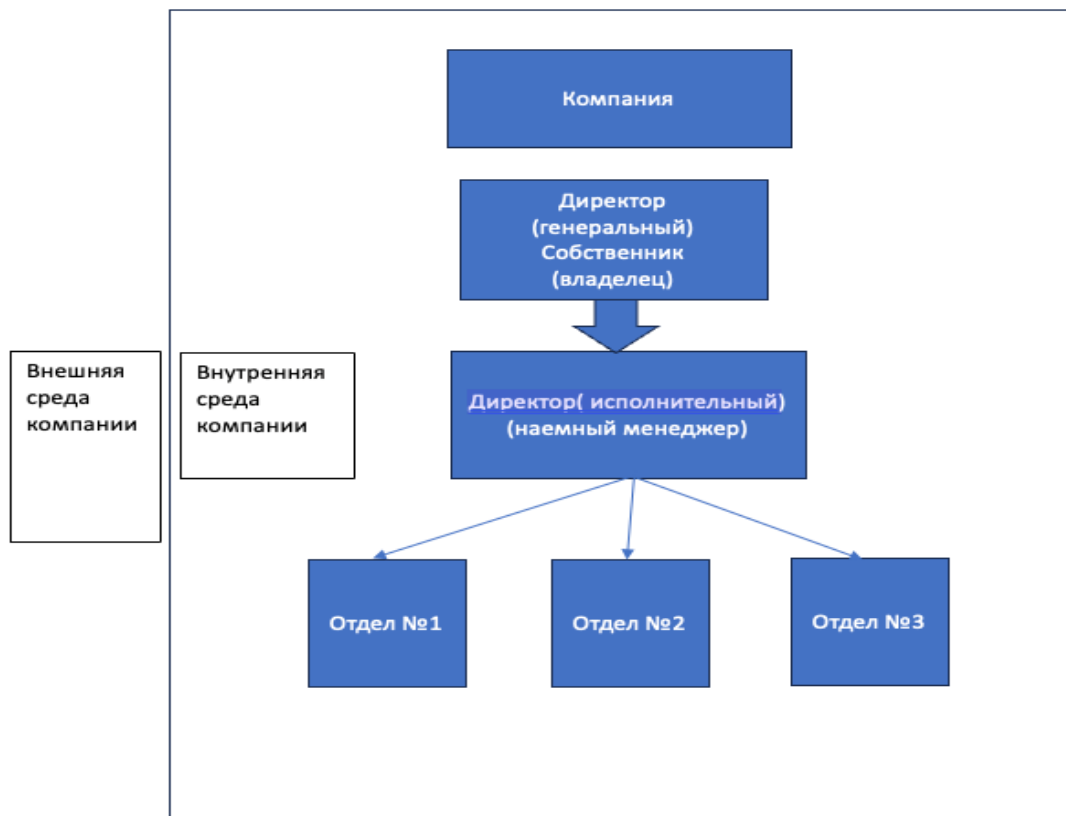 Компания
Директор
(генеральный)
Собственник
(владелец)
Внешняя
среда
компании
Внутренняя
среда
компании
Директор( исполнительный)
(наемный менеджер)
Отдел №1
Отдел №2
Отдел №3